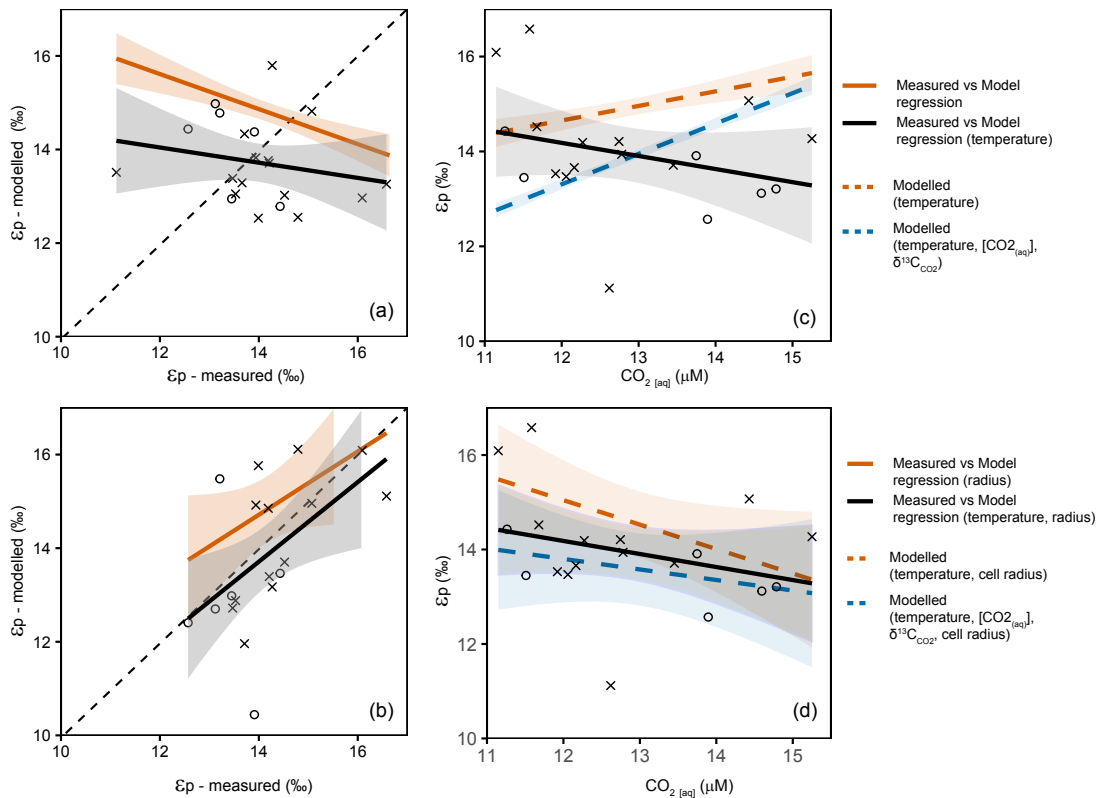 16
14
12
10
εp - modelled (‰)
10
12
14
16
εp - measured (‰)
(a)
16
14
12
10
εp (‰)
11
12
13
14
15
CO2 [aq] (μM)
(c)
Measured vs Model
regression
Measured vs Model
regression (temperature)
Modelled
(temperature)
Modelled
(temperature, [CO2(aq)],
δ13CCO2)
16
14
12
10
εp - modelled (‰)
10
12
14
16
εp - measured (‰)
(b)
16
14
12
10
εp (‰)
11
12
13
14
15
CO2 [aq] (μM)
(d)
Measured vs Model
regression (radius)
Measured vs Model
regression (temperature, radius)
Modelled
(temperature, cell radius)
Modelled
(temperature, [CO2(aq)],
δ13CCO2, cell radius)